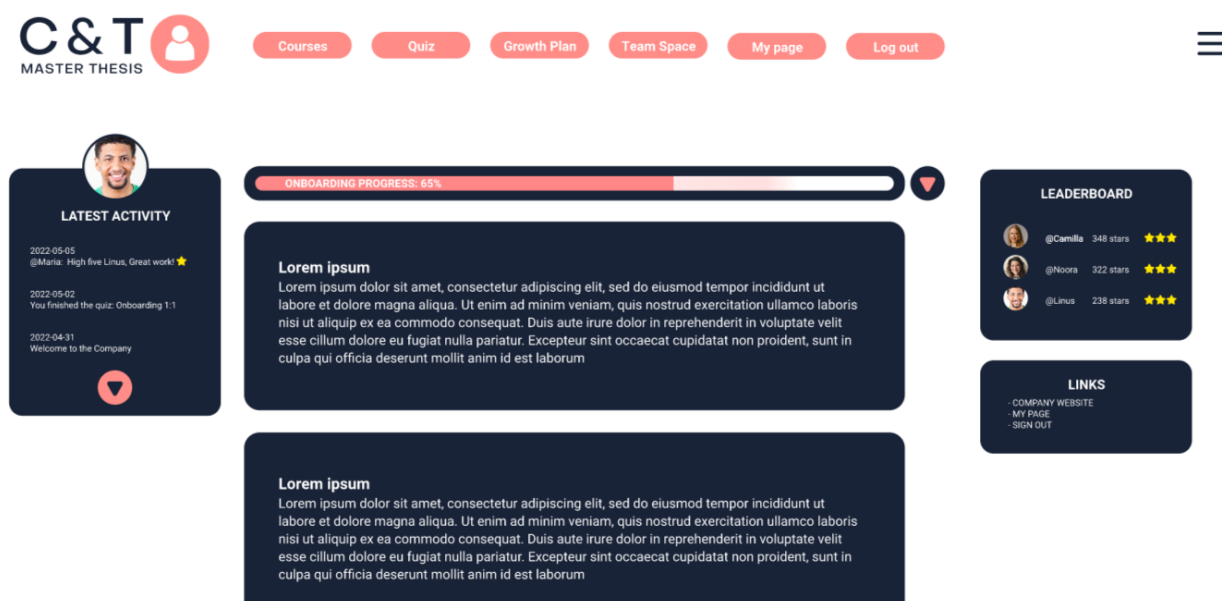 C & T
MASTER THESIS
Courses
Quiz
Growth Plan
Team Space
My page
Log out
LATEST ACTIVITY
2022-05-05
@Maria: High five Linus, Great work!
2022-05-02
You finished the quiz: Onboarding 1:1
2022-04-31
Welcome to the Company
ONBOARDING PROGRESS: 65%
Lorem ipsum
Lorem ipsum dolor sit amet, consectetur adipiscing elit, sed do eiusmod tempor incididunt ut
labore et dolore magna aliqua. Ut enim ad minim veniam, quis nostrud exercitation ullamco laboris
nisi ut aliquip ex ea commodo consequat. Duis aute irure dolor in reprehenderit in voluptate velit
esse cillum dolore eu fugiat nulla pariatur. Excepteur sint occaecat cupidatat non proident, sunt in
culpa qui officia deserunt mollit anim id est laborum
Lorem ipsum
Lorem ipsum dolor sit amet, consectetur adipiscing elit, sed do eiusmod tempor incididunt ut
labore et dolore magna aliqua. Ut enim ad minim veniam, quis nostrud exercitation ullamco laboris
nisi ut aliquip ex ea commodo consequat. Duis aute irure dolor in reprehenderit in voluptate velit
esse cillum dolore eu fugiat nulla pariatur. Excepteur sint occaecat cupidatat non proident, sunt in
culpa qui officia deserunt mollit anim id est laborum
LEADERBOARD
@Camilla 348 stars
@Noora 322 stars
@Linus 238 stars
LINKS
- COMPANY WEBSITE
- MY PAGE
- SIGN OUT